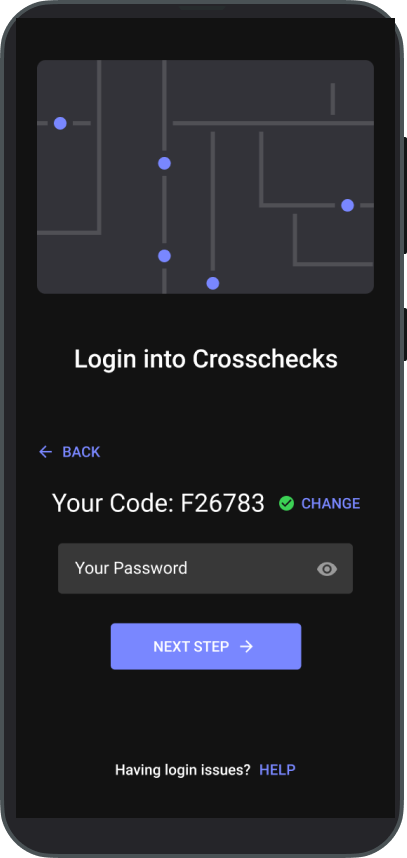 Login into Crosschecks
BACK
Your Code: F26783 CHANGE
Your Password
NEXT STEP
Having login issues? HELP